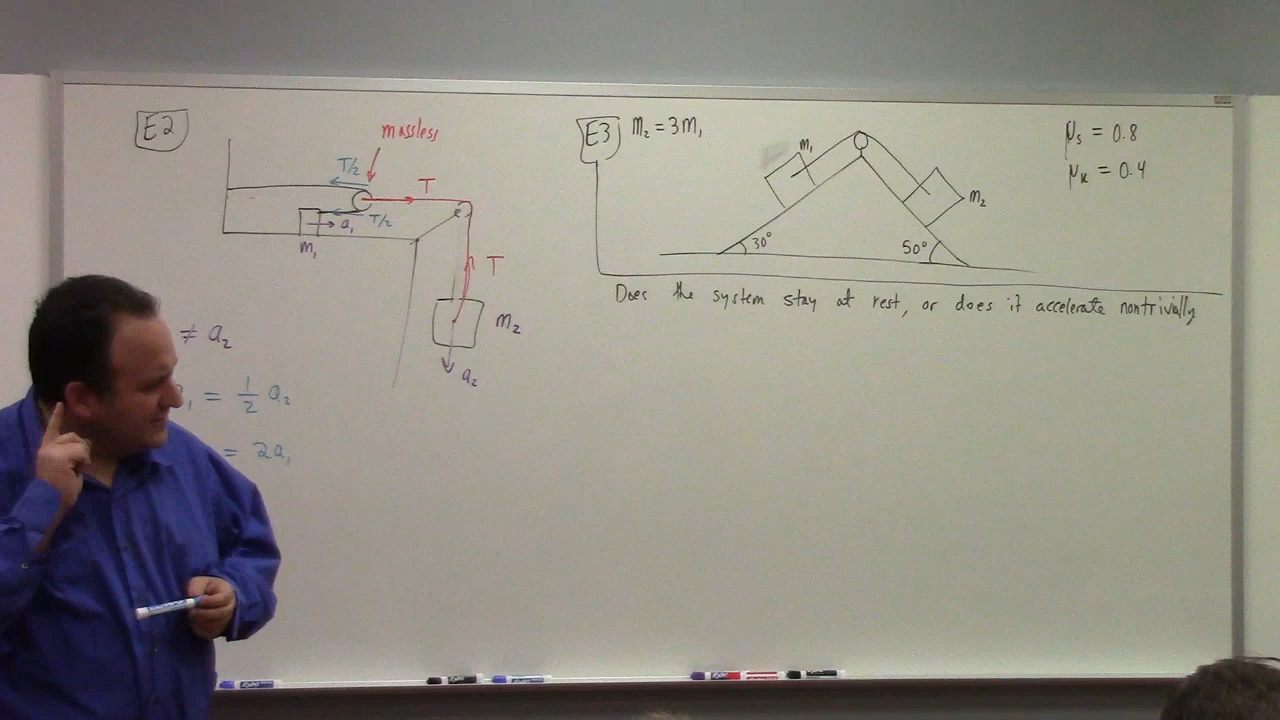 E2
massless
T/2
T
T/2
a₁
m₁
T
m₂
a₂
≠ a₂
= 1/2 a₂
= 2a₁
E3 m₂ = 3m₁
m₁
m₂
30°
50°
μs = 0.8
μk = 0.4
Does the system stay at rest, or does it accelerate nontrivially